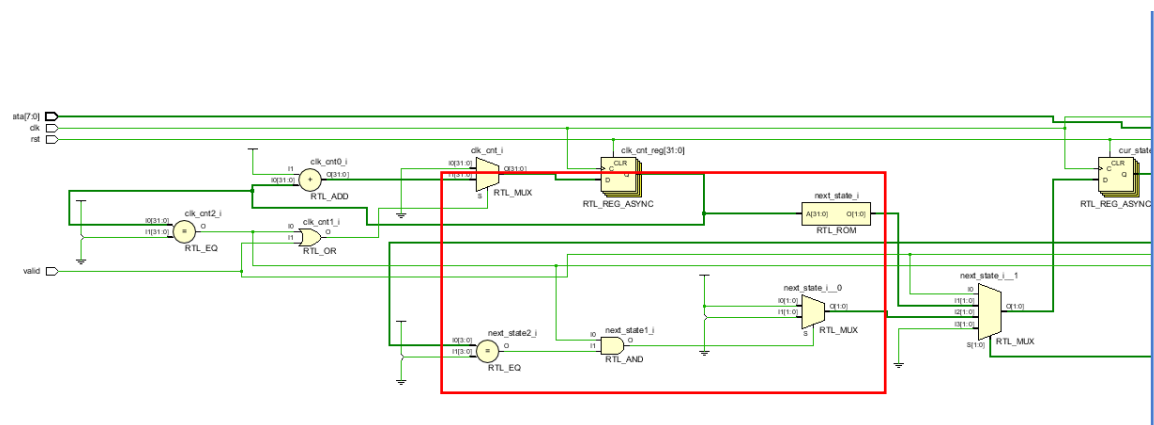 ata[7:0]
clk
rst
valid
clk_cnt0_i
I1
I0[31:0]
O[31:0]
+
RTL_ADD
clk_cnt2_i
I0[31:0]
I1[31:0]
=
O
RTL_EQ
clk_cnt1_i
I0
I1
O
RTL_OR
clk_cnt_i
I0[31:0]
I1[31:0]
O[31:0]
S
RTL_MUX
clk_cnt_reg[31:0]
CLR
C
D
Q
RTL_REG_ASYNC
next_state_i
A[31:0]
O[1:0]
RTL_ROM
next_state2_i
I0[3:0]
I1[3:0]
=
O
RTL_EQ
next_state1_i
I0
I1
O
RTL_AND
next_state_i__0
I0[1:0]
I1[1:0]
O[1:0]
S
RTL_MUX
next_state_i__1
I0
I1[1:0]
I2[1:0]
I3[1:0]
O[1:0]
S[1:0]
RTL_MUX
cur_state
CLR
C
D
Q
RTL_REG_ASYNC